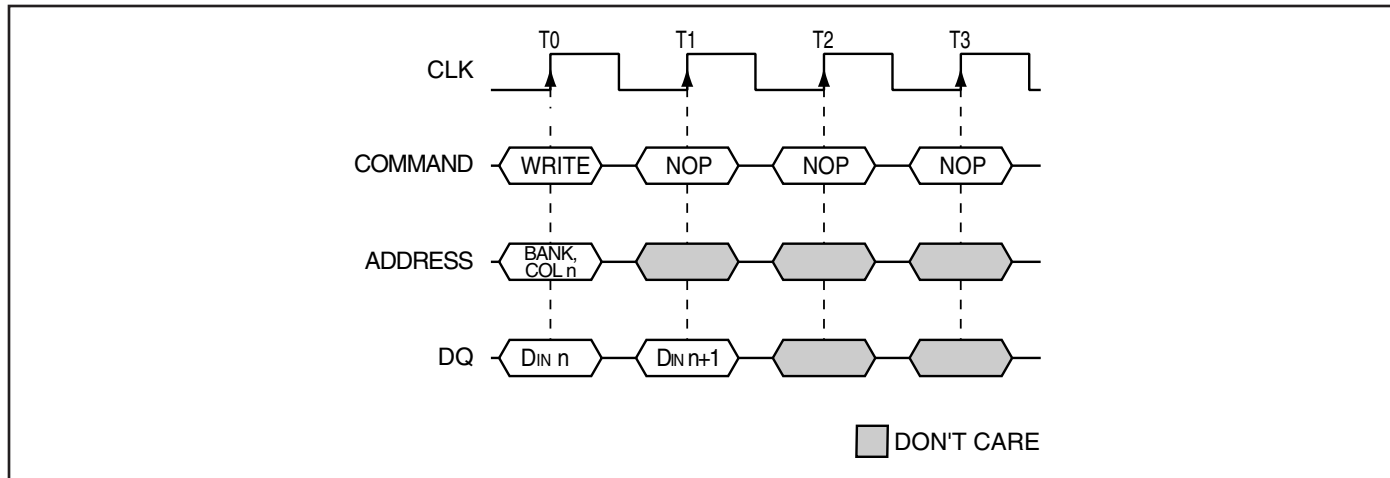 T0 T1 T2 T3
CLK
COMMAND WRITE NOP NOP NOP
ADDRESS BANK,
COL n
DQ DIN n DIN n+1
DON'T CARE